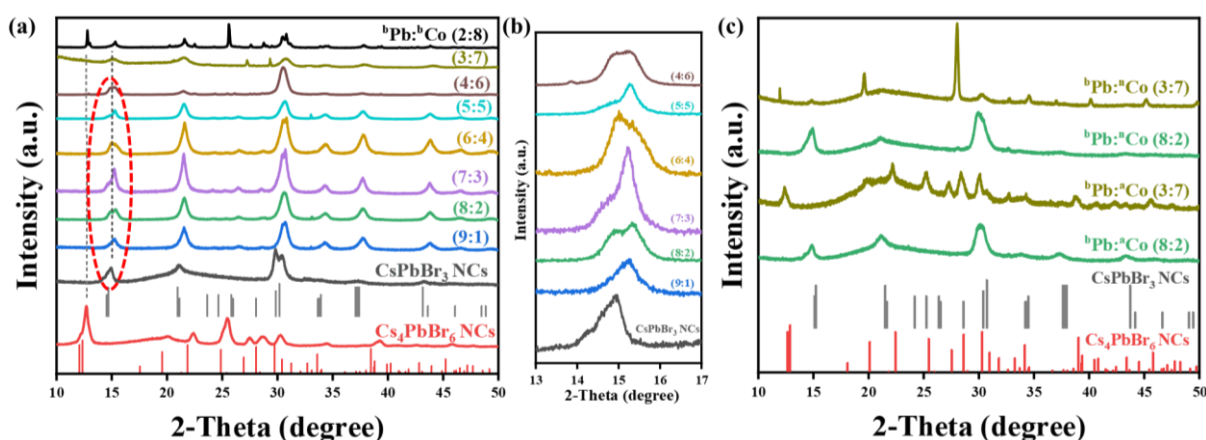 (a)
ᵇPb:ᵇCo (2:8)
(3:7)
(4:6)
(5:5)
(6:4)
(7:3)
(8:2)
(9:1)
CsPbBr₃ NCs
Cs₄PbBr₆ NCs
Intensity (a.u.)
10 15 20 25 30 35 40 45 50
2-Theta (degree)
(b)
(4:6)
(5:5)
(6:4)
(7:3)
(8:2)
(9:1)
CsPbBr₃ NCs
Intensity (a.u.)
13 14 15 16 17
2-Theta (degree)
(c)
ᵇPb:ⁿCo (3:7)
ᵇPb:ⁿCo (8:2)
ᵇPb:ᵃCo (3:7)
ᵇPb:ᵃCo (8:2)
CsPbBr₃ NCs
Cs₄PbBr₆ NCs
Intensity (a.u.)
10 15 20 25 30 35 40 45 50
2-Theta (degree)